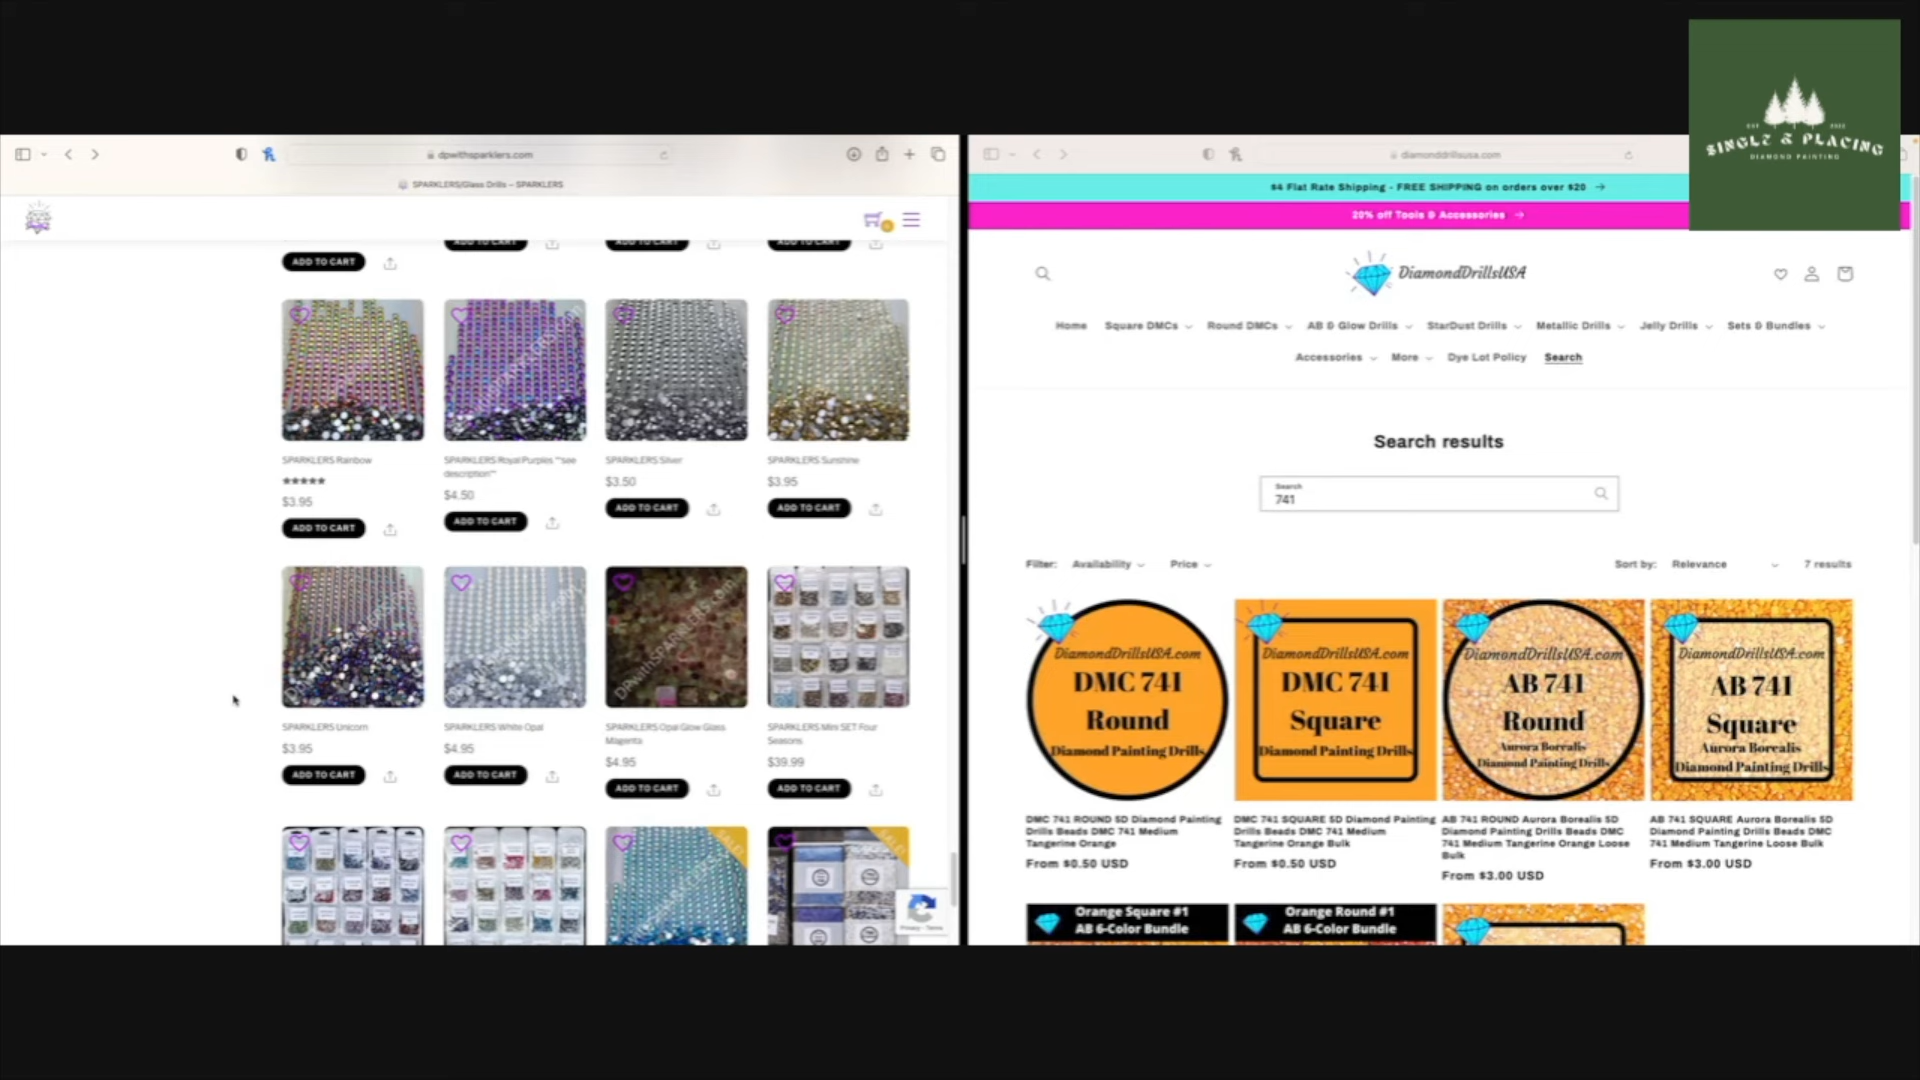 SINGLE & PLACING
DIAMOND PAINTING
dpwithsparklers.com
SPARKLERS/Glass Drills – SPARKLERS
ADD TO CART
ADD TO CART
ADD TO CART
ADD TO CART
SPARKLERS Rainbow
★★★★★
$3.95
ADD TO CART
SPARKLERS Royal Purples **see
description**
$4.50
ADD TO CART
SPARKLERS Silver
$3.50
ADD TO CART
SPARKLERS Sunshine
$3.95
ADD TO CART
SPARKLERS Unicorn
$3.95
ADD TO CART
SPARKLERS White Opal
$4.95
ADD TO CART
SPARKLERS Opal Glow Glass
Magenta
$4.95
ADD TO CART
SPARKLERS Mini SET Four
Seasons
$39.99
ADD TO CART
SALE!
SALE!
Privacy - Terms
diamonddrillsusa.com
$4 Flat Rate Shipping - FREE SHIPPING on orders over $20 →
20% off Tools & Accessories →
DiamondDrillsUSA
Home Square DMCs Round DMCs AB & Glow Drills StarDust Drills Metallic Drills Jelly Drills Sets & Bundles
Accessories More Dye Lot Policy Search
Search results
Search
741
Filter: Availability Price Sort by: Relevance 7 results
DiamondDrillsUSA.com
DMC 741
Round
Diamond Painting Drills
DMC 741 ROUND 5D Diamond Painting
Drills Beads DMC 741 Medium
Tangerine Orange
From $0.50 USD
DiamondDrillsUSA.com
DMC 741
Square
Diamond Painting Drills
DMC 741 SQUARE 5D Diamond Painting
Drills Beads DMC 741 Medium
Tangerine Orange Bulk
From $0.50 USD
DiamondDrillsUSA.com
AB 741
Round
Aurora Borealis
Diamond Painting Drills
AB 741 ROUND Aurora Borealis 5D
Diamond Painting Drills Beads DMC
741 Medium Tangerine Orange Loose
Bulk
From $3.00 USD
DiamondDrillsUSA.com
AB 741
Square
Aurora Borealis
Diamond Painting Drills
AB 741 SQUARE Aurora Borealis 5D
Diamond Painting Drills Beads DMC
741 Medium Tangerine Loose Bulk
From $3.00 USD
Orange Square #1
AB 6-Color Bundle
Orange Round #1
AB 6-Color Bundle